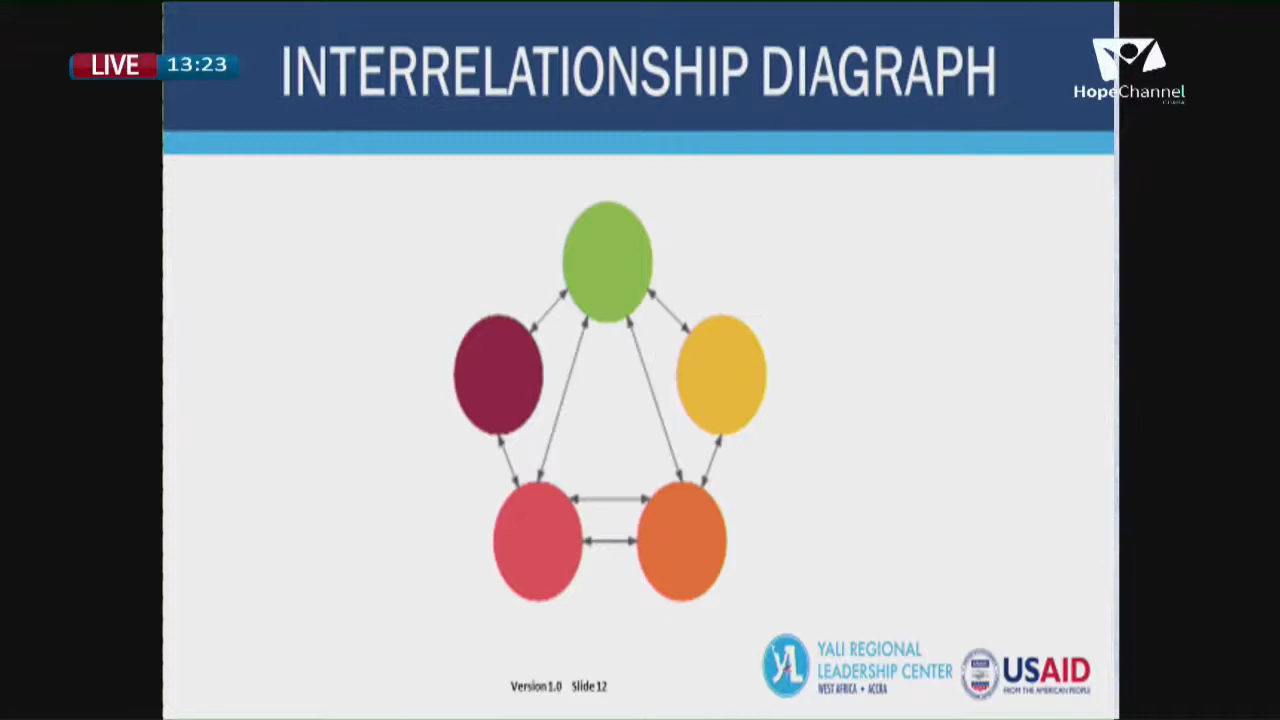 INTERRELATIONSHIP DIAGRAPH
LIVE 13:23
HopeChannel
GHANA
YALI REGIONAL
LEADERSHIP CENTER
WEST AFRICA • ACCRA
USAID
FROM THE AMERICAN PEOPLE
Version 1.0 Slide 12